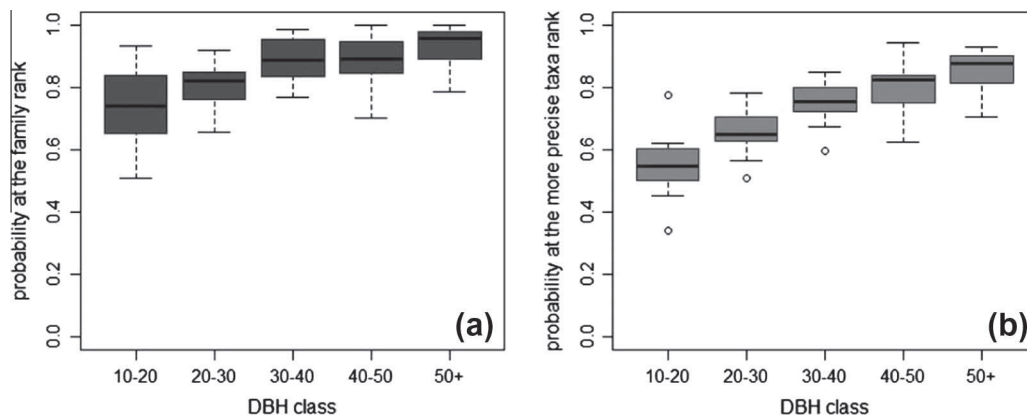 probability at the family rank
1.0
0.8
0.6
0.4
0.2
0.0
(a)
10-20 20-30 30-40 40-50 50+
DBH class
probability at the more precise taxa rank
1.0
0.8
0.6
0.4
0.2
0.0
(b)
10-20 20-30 30-40 40-50 50+
DBH class